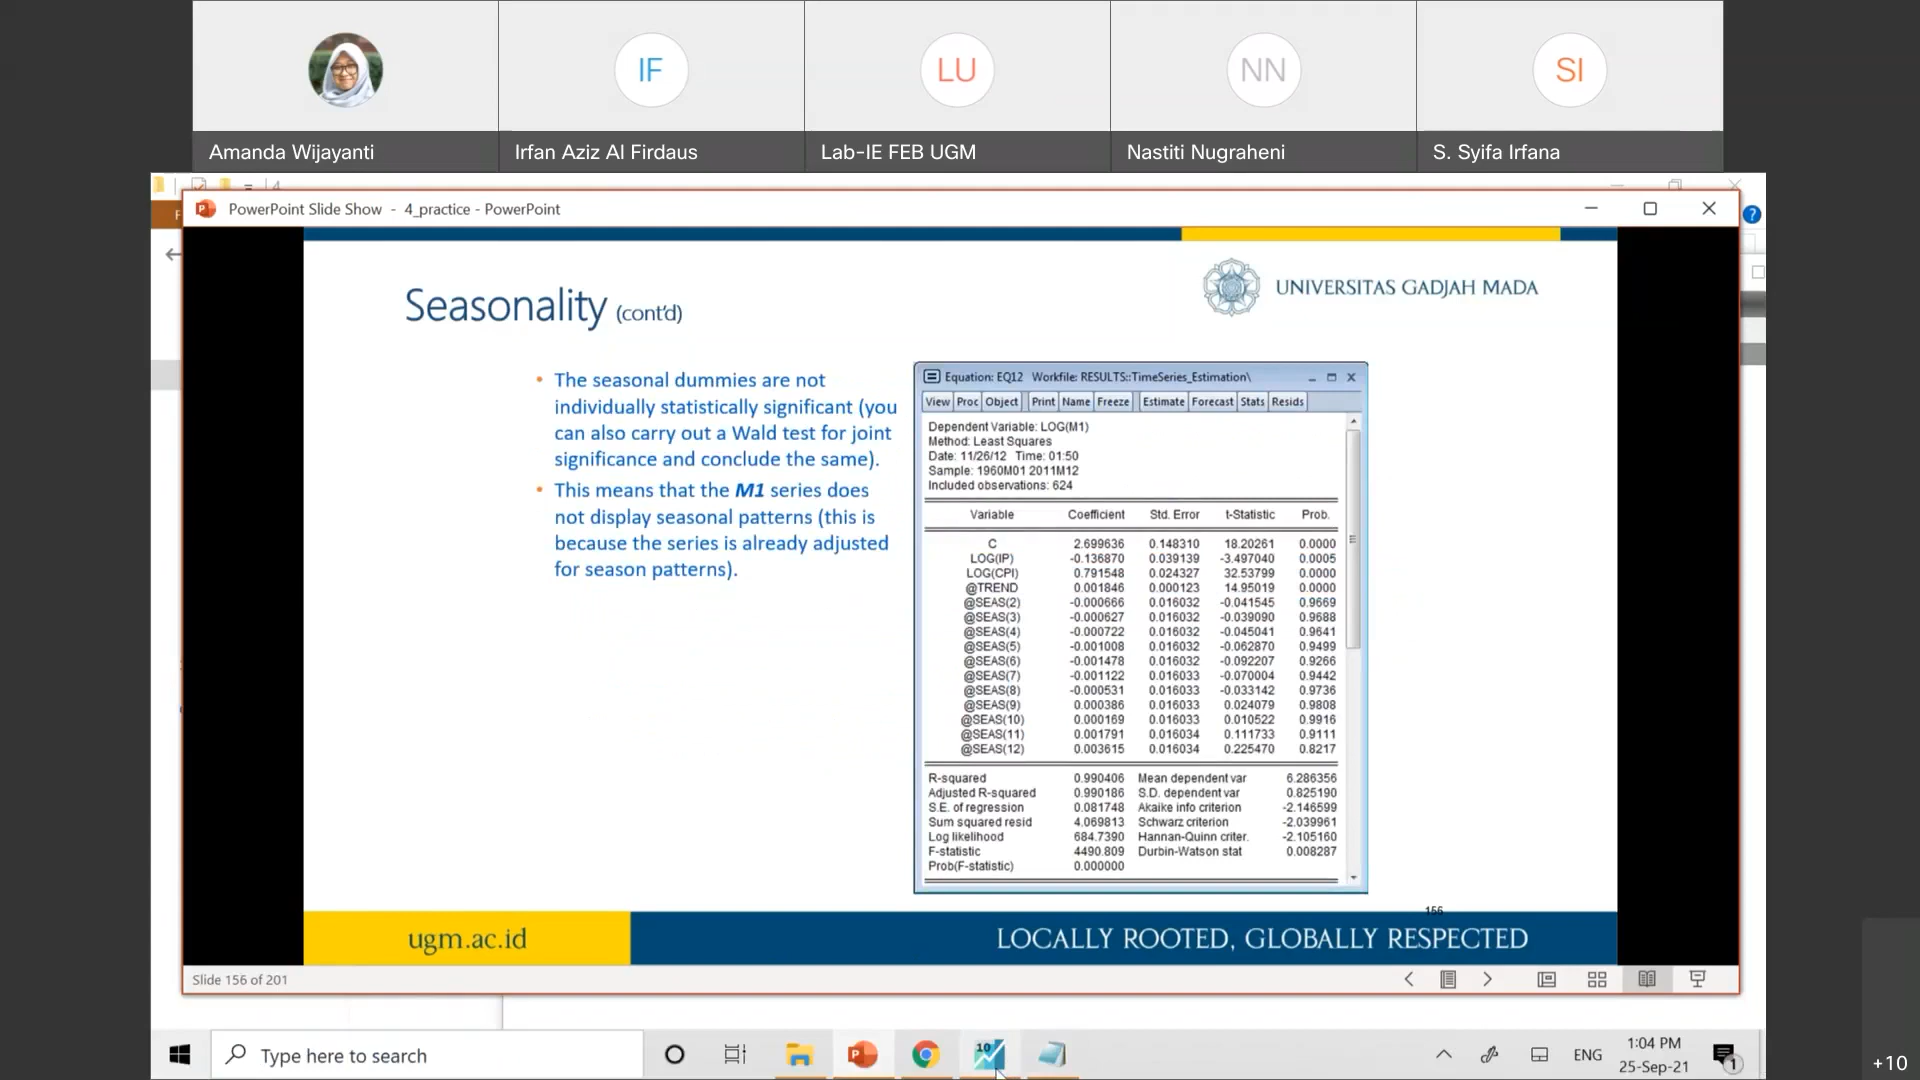 IF
LU
NN
SI
Amanda Wijayanti
Irfan Aziz Al Firdaus
Lab-IE FEB UGM
Nastiti Nugraheni
S. Syifa Irfana
PowerPoint Slide Show - 4_practice - PowerPoint
UNIVERSITAS GADJAH MADA
Seasonality (cont'd)
• The seasonal dummies are not
individually statistically significant (you
can also carry out a Wald test for joint
significance and conclude the same).
• This means that the M1 series does
not display seasonal patterns (this is
because the series is already adjusted
for season patterns).
Equation: EQ12 Workfile: RESULTS::TimeSeries_Estimation\
View Proc Object Print Name Freeze Estimate Forecast Stats Resids
Dependent Variable: LOG(M1)
Method: Least Squares
Date: 11/26/12 Time: 01:50
Sample: 1960M01 2011M12
Included observations: 624
Variable Coefficient Std. Error t-Statistic Prob.
C 2.699636 0.148310 18.20261 0.0000
LOG(IP) -0.136870 0.039139 -3.497040 0.0005
LOG(CPI) 0.791548 0.024327 32.53799 0.0000
@TREND 0.001846 0.000123 14.95019 0.0000
@SEAS(2) -0.000666 0.016032 -0.041545 0.9669
@SEAS(3) -0.000627 0.016032 -0.039090 0.9688
@SEAS(4) -0.000722 0.016032 -0.045041 0.9641
@SEAS(5) -0.001008 0.016032 -0.062870 0.9499
@SEAS(6) -0.001478 0.016032 -0.092207 0.9266
@SEAS(7) -0.001122 0.016033 -0.070004 0.9442
@SEAS(8) -0.000531 0.016033 -0.033142 0.9736
@SEAS(9) 0.000386 0.016033 0.024079 0.9808
@SEAS(10) 0.000169 0.016033 0.010522 0.9916
@SEAS(11) 0.001791 0.016034 0.111733 0.9111
@SEAS(12) 0.003615 0.016034 0.225470 0.8217
R-squared 0.990406 Mean dependent var 6.286356
Adjusted R-squared 0.990186 S.D. dependent var 0.825190
S.E. of regression 0.081748 Akaike info criterion -2.146599
Sum squared resid 4.069813 Schwarz criterion -2.039961
Log likelihood 684.7390 Hannan-Quinn criter. -2.105160
F-statistic 4490.809 Durbin-Watson stat 0.008287
Prob(F-statistic) 0.000000
156
ugm.ac.id
LOCALLY ROOTED, GLOBALLY RESPECTED
Slide 156 of 201
Type here to search
10
ENG
1:04 PM
25-Sep-21
1
+10